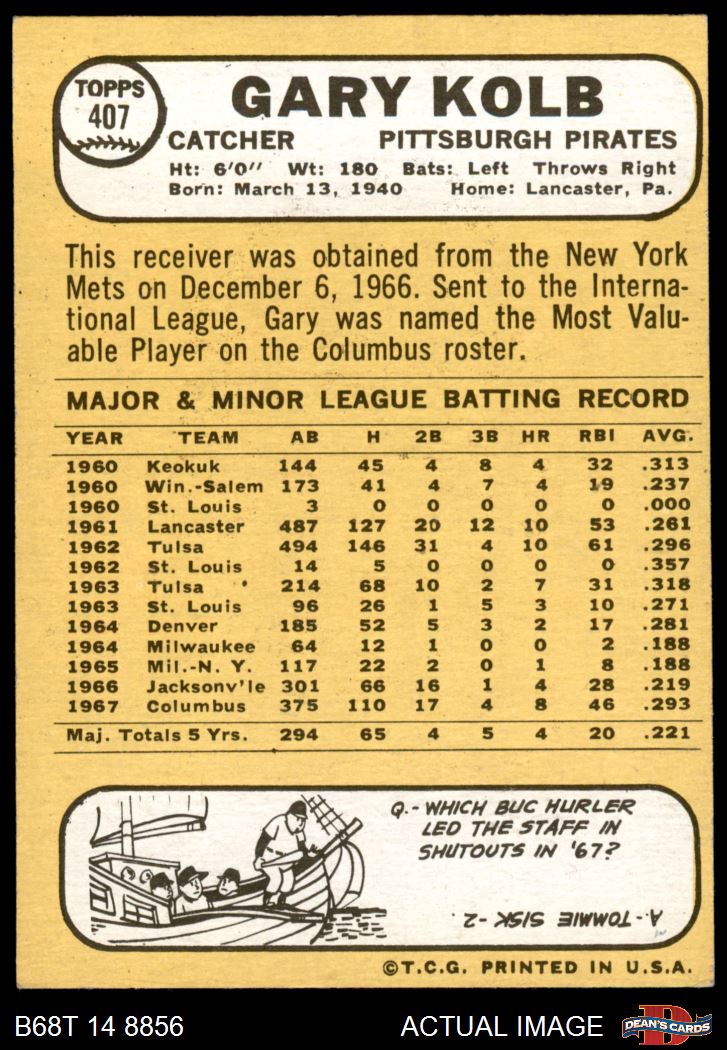 TOPPS
407
GARY KOLB
CATCHER PITTSBURGH PIRATES
Ht: 6'0" Wt: 180 Bats: Left Throws Right
Born: March 13, 1940 Home: Lancaster, Pa.
This receiver was obtained from the New York
Mets on December 6, 1966. Sent to the Interna-
tional League, Gary was named the Most Valu-
able Player on the Columbus roster.
MAJOR & MINOR LEAGUE BATTING RECORD
YEAR TEAM AB H 2B 3B HR RBI AVG.
1960 Keokuk 144 45 4 8 4 32 .313
1960 Win.-Salem 173 41 4 7 4 19 .237
1960 St. Louis 3 0 0 0 0 0 .000
1961 Lancaster 487 127 20 12 10 53 .261
1962 Tulsa 494 146 31 4 10 61 .296
1962 St. Louis 14 5 0 0 0 0 .357
1963 Tulsa 214 68 10 2 7 31 .318
1963 St. Louis 96 26 1 5 3 10 .271
1964 Denver 185 52 5 3 2 17 .281
1964 Milwaukee 64 12 1 0 0 2 .188
1965 Mil.-N. Y. 117 22 2 0 1 8 .188
1966 Jacksonv'le 301 66 16 1 4 28 .219
1967 Columbus 375 110 17 4 8 46 .293
Maj. Totals 5 Yrs. 294 65 4 5 4 20 .221
Q.- WHICH BUC HURLER
LED THE STAFF IN
SHUTOUTS IN '67?
A.- TOMMIE SISK -2.
©T.C.G. PRINTED IN U.S.A.
B68T 14 8856 ACTUAL IMAGE
D
DEAN'S CARDS